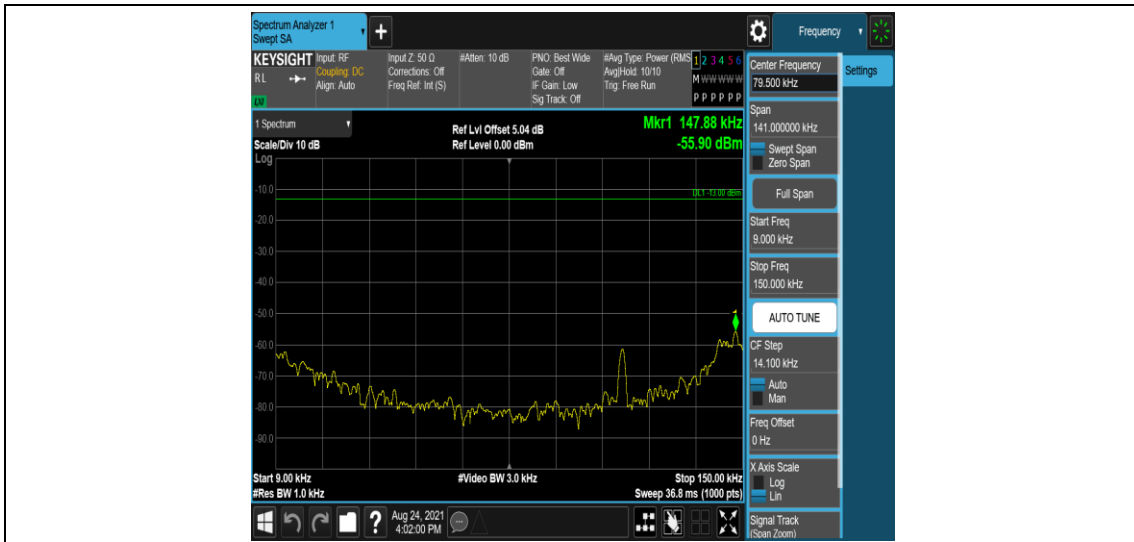 Spectrum Analyzer 1
Swept SA
+
Frequency
KEYSIGHT
RL
LXI
Input: RF
Coupling: DC
Align: Auto
Input Z: 50 Ω
Corrections: Off
Freq Ref: Int (S)
#Atten: 10 dB
PNO: Best Wide
Gate: Off
IF Gain: Low
Sig Track: Off
#Avg Type: Power (RMS
Avg|Hold: 10/10
Trig: Free Run
1 2 3 4 5 6
M W W W W W
P P P P P P
1 Spectrum
Scale/Div 10 dB
Log
Ref Lvl Offset 5.04 dB
Ref Level 0.00 dBm
Mkr1 147.88 kHz
-55.90 dBm
DL1 -13.00 dBm
1
-10.0
-20.0
-30.0
-40.0
-50.0
-60.0
-70.0
-80.0
-90.0
Start 9.00 kHz
#Res BW 1.0 kHz
#Video BW 3.0 kHz
Stop 150.00 kHz
Sweep 36.8 ms (1000 pts)
Aug 24, 2021
4:02:00 PM
?
Center Frequency
79.500 kHz
Settings
Span
141.000000 kHz
Swept Span
Zero Span
Full Span
Start Freq
9.000 kHz
Stop Freq
150.000 kHz
AUTO TUNE
CF Step
14.100 kHz
Auto
Man
Freq Offset
0 Hz
X Axis Scale
Log
Lin
Signal Track
(Span Zoom)